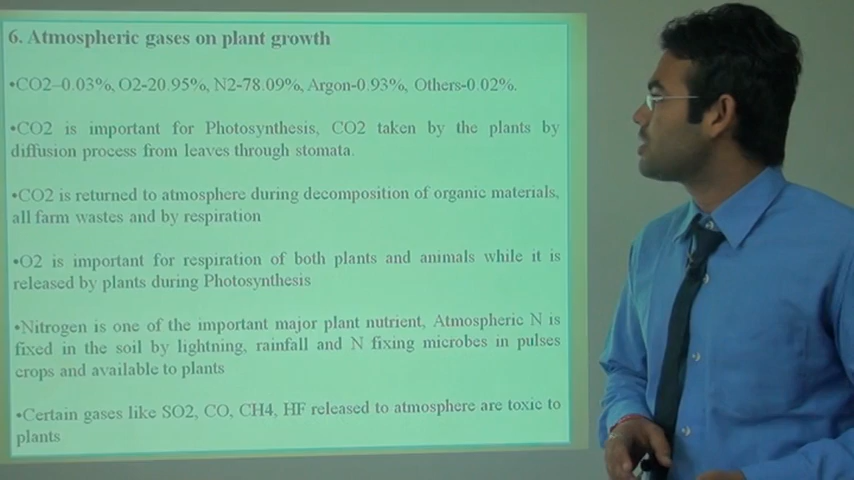 6. Atmospheric gases on plant growth
•CO2–0.03%, O2-20.95%, N2-78.09%, Argon-0.93%, Others-0.02%.
•CO2 is important for Photosynthesis, CO2 taken by the plants by
diffusion process from leaves through stomata.
•CO2 is returned to atmosphere during decomposition of organic materials,
all farm wastes and by respiration
•O2 is important for respiration of both plants and animals while it is
released by plants during Photosynthesis
•Nitrogen is one of the important major plant nutrient, Atmospheric N is
fixed in the soil by lightning, rainfall and N fixing microbes in pulses
crops and available to plants
•Certain gases like SO2, CO, CH4, HF released to atmosphere are toxic to
plants